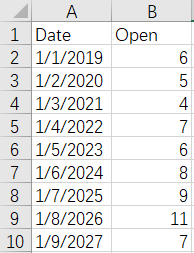 A B
1 Date Open
2 1/1/2019 6
3 1/2/2020 5
4 1/3/2021 4
5 1/4/2022 7
6 1/5/2023 6
7 1/6/2024 8
8 1/7/2025 9
9 1/8/2026 11
10 1/9/2027 7